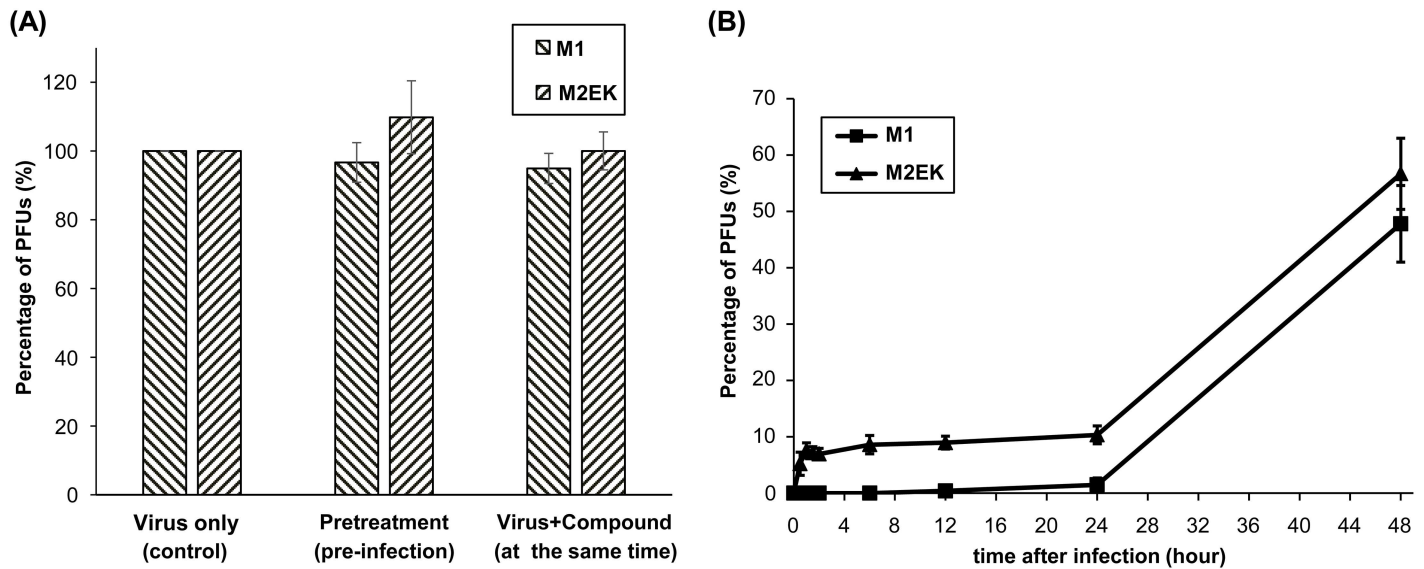 (A)
M1
M2EK
Percentage of PFUs (%)
120
100
80
60
40
20
0
Virus only
(control)
Pretreatment
(pre-infection)
Virus+Compound
(at the same time)
(B)
M1
M2EK
Percentage of PFUs (%)
70
60
50
40
30
20
10
0
0 4 8 12 16 20 24 28 32 36 40 44 48
time after infection (hour)